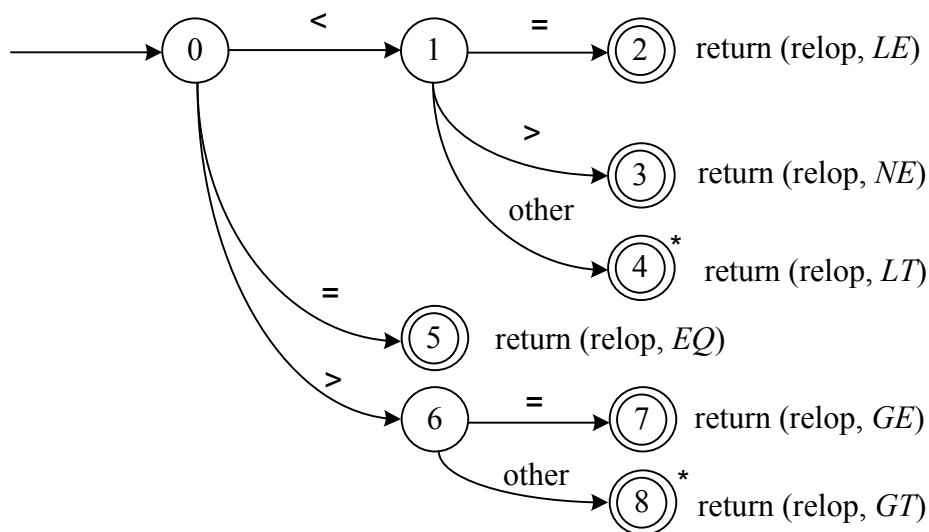 0 < 1 = 2 return (relop, LE)
> 3 return (relop, NE)
other 4 * return (relop, LT)
= 5 return (relop, EQ)
> 6 = 7 return (relop, GE)
other 8 * return (relop, GT)